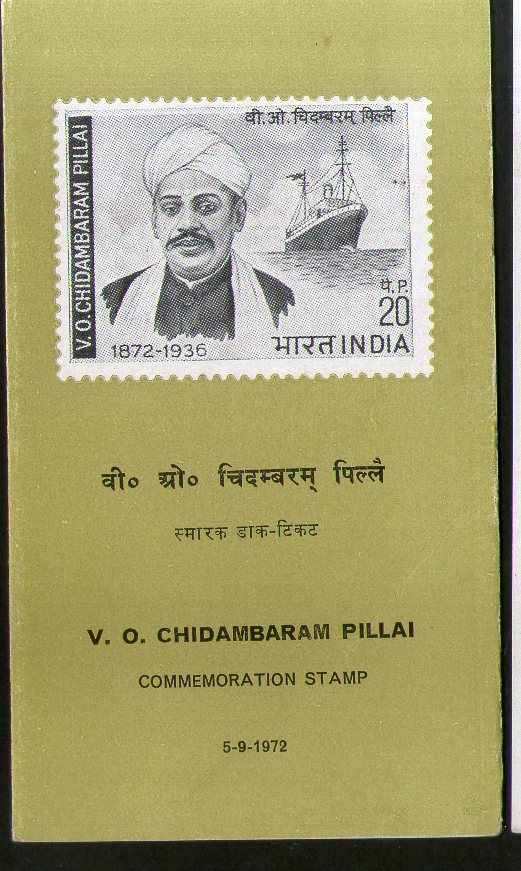 वी.ओ. चिदम्बरम् पिल्लै
V.O.CHIDAMBARAM PILLAI
पै. P.
20
1872-1936
भारत INDIA
वी० ओ० चिदम्बरम् पिल्लै
स्मारक डाक-टिकट
V. O. CHIDAMBARAM PILLAI
COMMEMORATION STAMP
5-9-1972